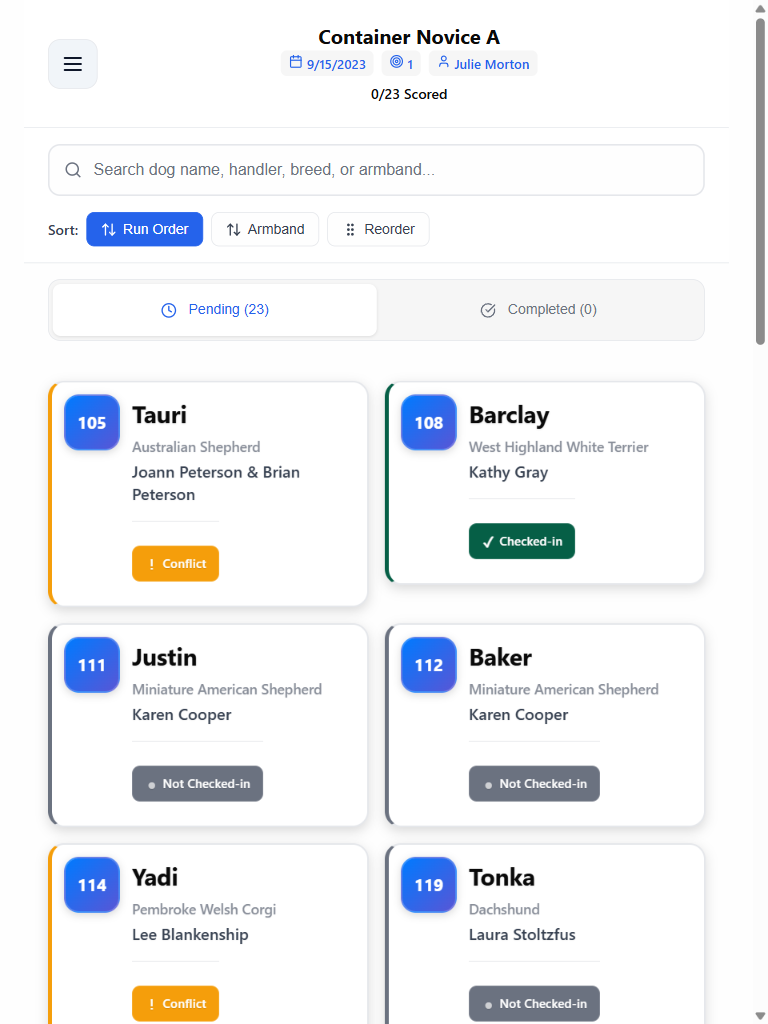 Container Novice A
9/15/2023 1 Julie Morton
0/23 Scored
Search dog name, handler, breed, or armband...
Sort: Run Order Armband Reorder
Pending (23) Completed (0)
105 Tauri
Australian Shepherd
Joann Peterson & Brian
Peterson
! Conflict
108 Barclay
West Highland White Terrier
Kathy Gray
✓ Checked-in
111 Justin
Miniature American Shepherd
Karen Cooper
● Not Checked-in
112 Baker
Miniature American Shepherd
Karen Cooper
● Not Checked-in
114 Yadi
Pembroke Welsh Corgi
Lee Blankenship
! Conflict
119 Tonka
Dachshund
Laura Stoltzfus
● Not Checked-in